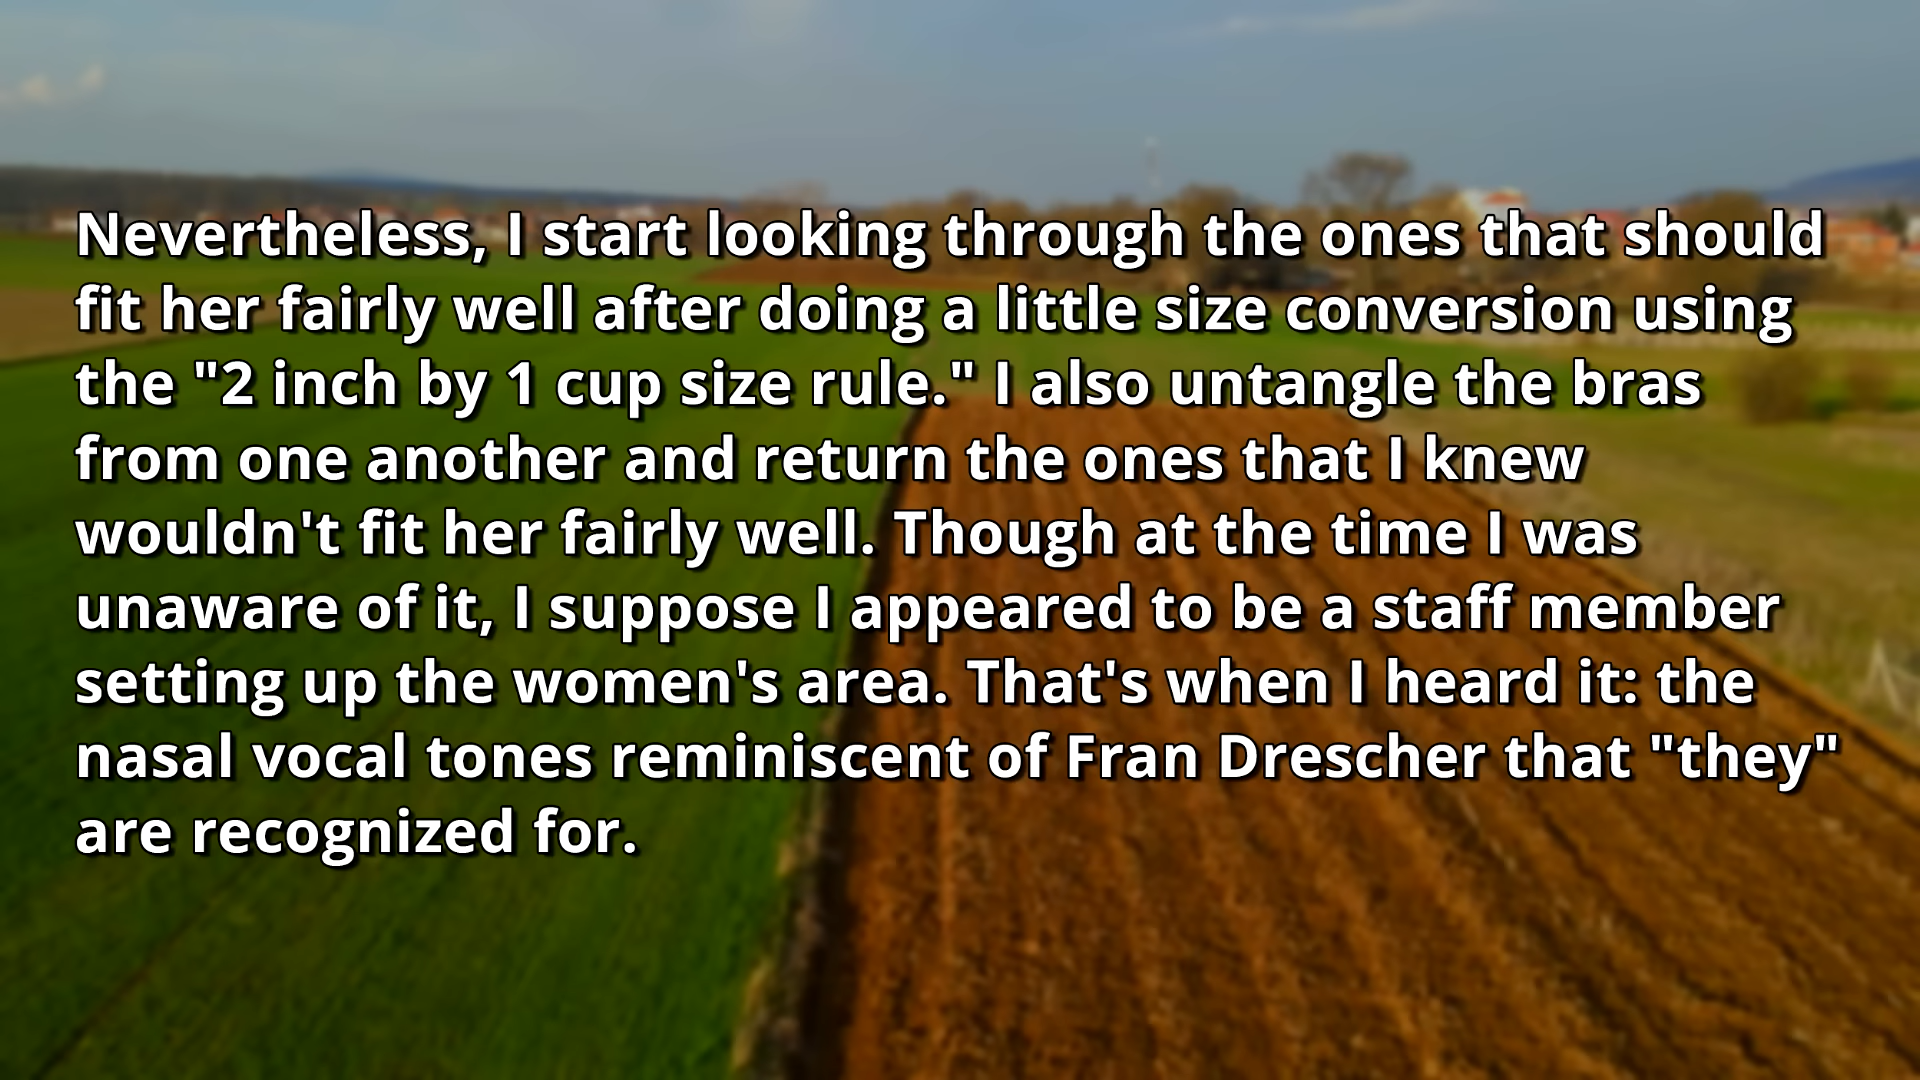 Nevertheless, I start looking through the ones that should
fit her fairly well after doing a little size conversion using
the "2 inch by 1 cup size rule." I also untangle the bras
from one another and return the ones that I knew
wouldn't fit her fairly well. Though at the time I was
unaware of it, I suppose I appeared to be a staff member
setting up the women's area. That's when I heard it: the
nasal vocal tones reminiscent of Fran Drescher that "they"
are recognized for.